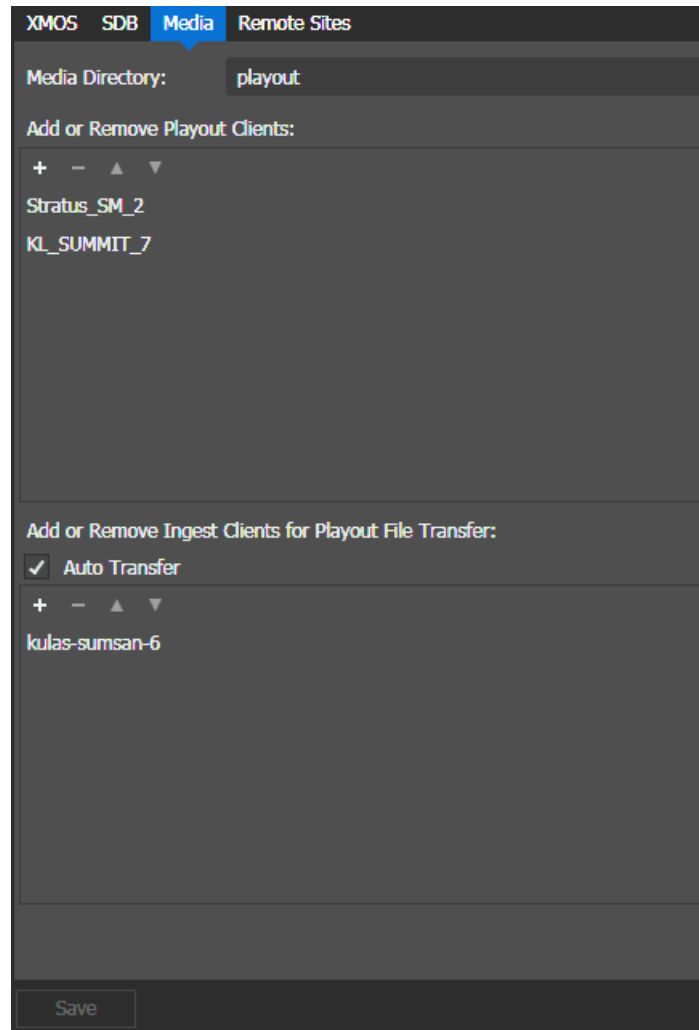 XMOS SDB Media Remote Sites
Media Directory: playout
Add or Remove Playout Clients:
Stratus_SM_2
KL_SUMMIT_7
Add or Remove Ingest Clients for Playout File Transfer:
Auto Transfer
kulas-sumsan-6
Save